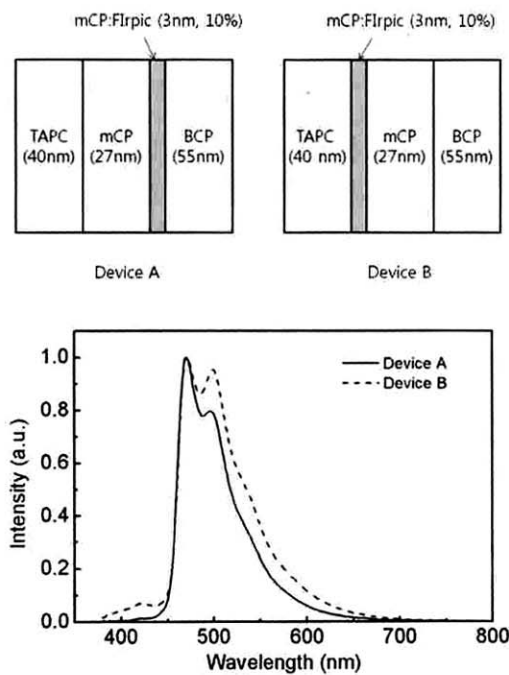 mCP:FIrpic (3nm, 10%)
mCP:FIrpic (3nm, 10%)
TAPC
(40nm)
mCP
(27nm)
BCP
(55nm)
TAPC
(40 nm)
mCP
(27nm)
BCP
(55nm)
Device A
Device B
Intensity (a.u.)
1.0
0.8
0.6
0.4
0.2
0.0
Device A
Device B
400 500 600 700 800
Wavelength (nm)